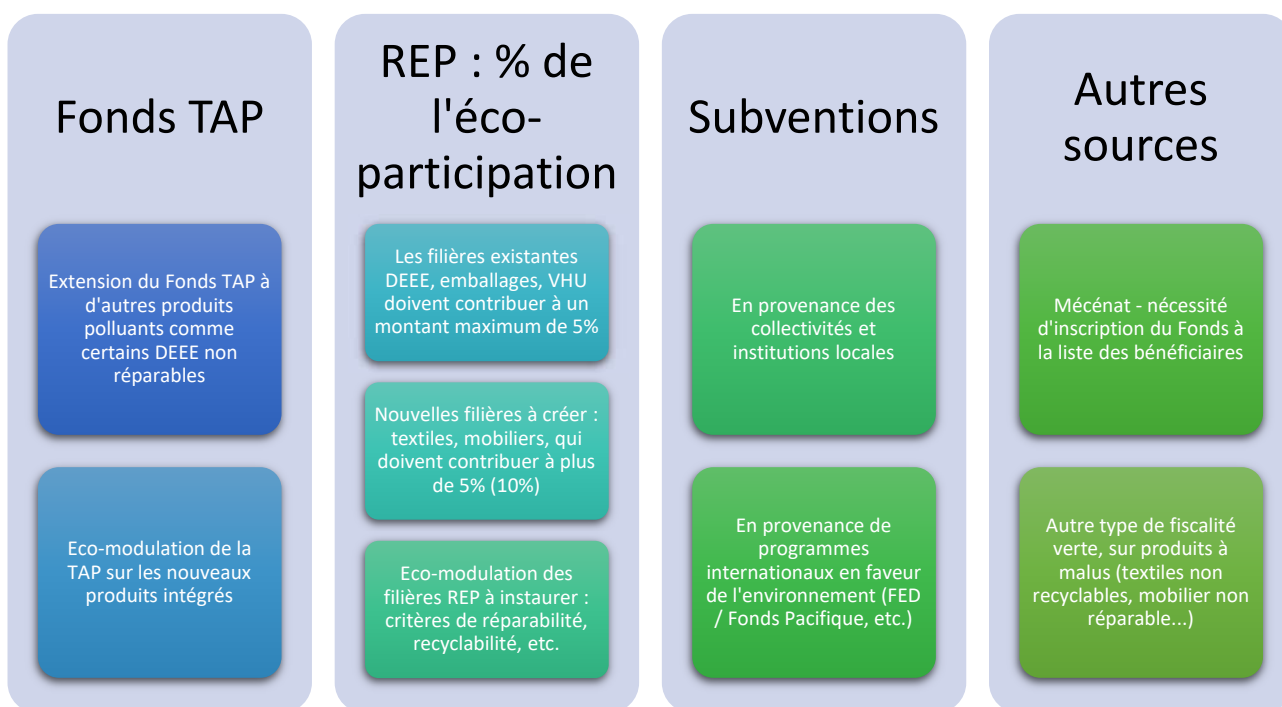 Fonds TAP
Extension du Fonds TAP à
d'autres produits
polluants comme
certains DEEE non
réparables
Eco-modulation de la
TAP sur les nouveaux
produits intégrés
REP : % de
l'éco-
participation
Les filières existantes
DEEE, emballages, VHU
doivent contribuer à un
montant maximum de 5%
Nouvelles filières à créer :
textiles, mobiliers, qui
doivent contribuer à plus
de 5% (10%)
Eco-modulation des
filières REP à instaurer :
critères de réparabilité,
recyclabilité, etc.
Subventions
En provenance des
collectivités et
institutions locales
En provenance de
programmes
internationaux en faveur
de l'environnement (FED
/ Fonds Pacifique, etc.)
Autres
sources
Mécénat - nécessité
d'inscription du Fonds à
la liste des bénéficiaires
Autre type de fiscalité
verte, sur produits à
malus (textiles non
recyclables, mobilier non
réparable...)